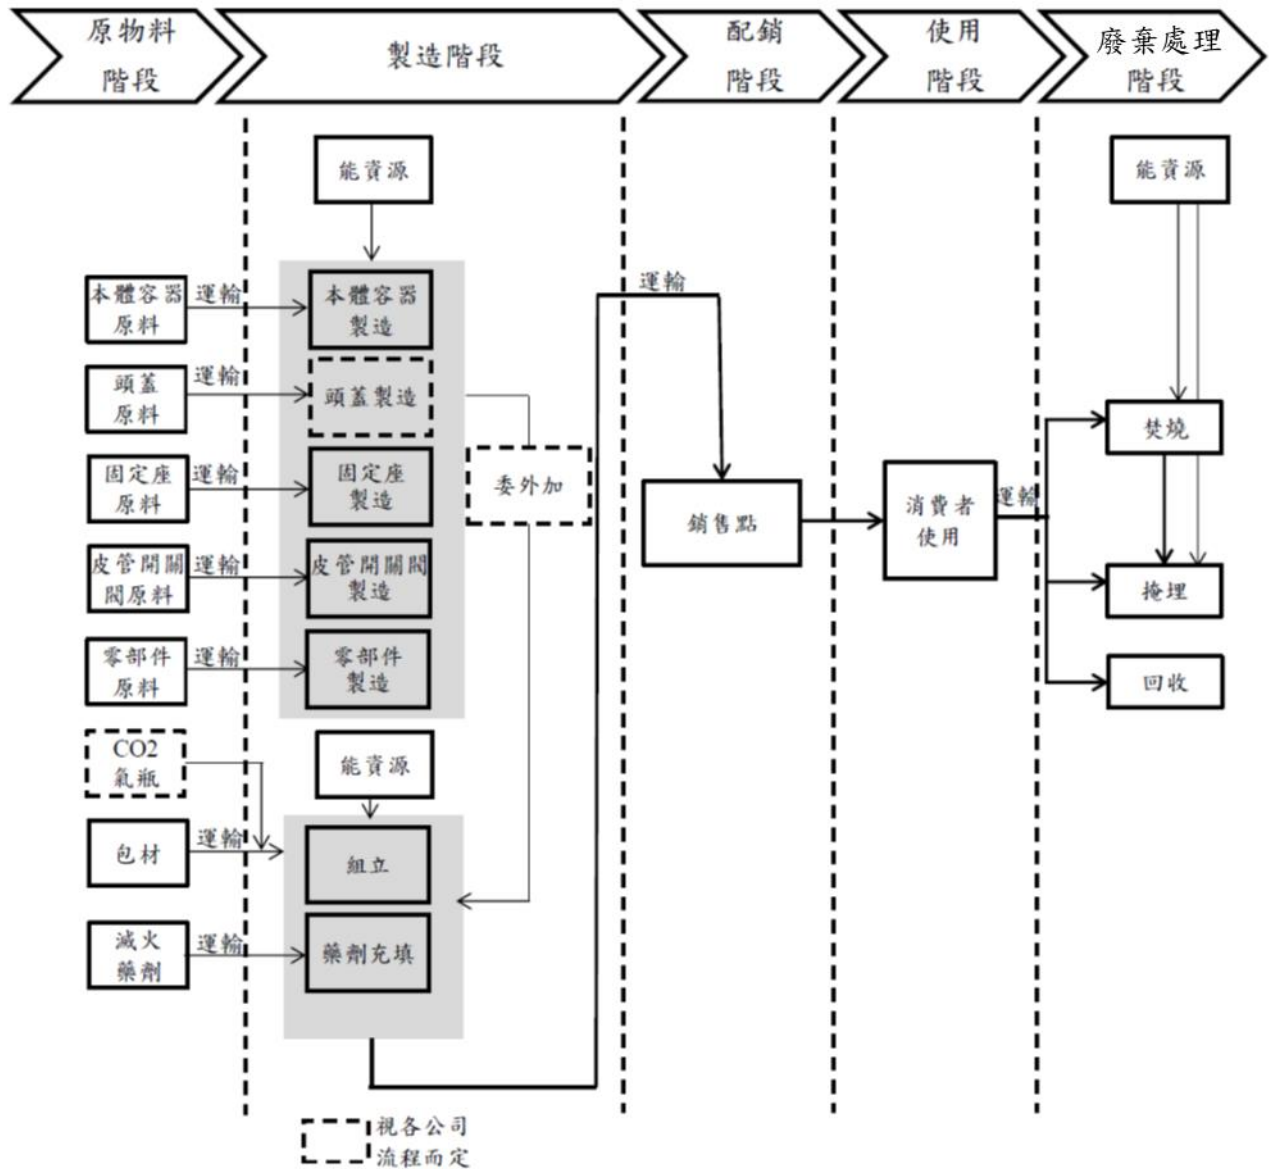 原物料
階段
製造階段
配銷
階段
使用
階段
廢棄處理
階段
能資源
能資源
本體容器
原料
運輸
本體容器
製造
運輸
頭蓋
原料
運輸
頭蓋製造
固定座
原料
運輸
固定座
製造
委外加
皮管開關
閥原料
運輸
皮管開關閥
製造
零部件
原料
運輸
零部件
製造
銷售點
消費者
使用
運輸
焚燒
掩埋
回收
CO2
氣瓶
能資源
包材
運輸
組立
滅火
藥劑
運輸
藥劑充填
視各公司
流程而定